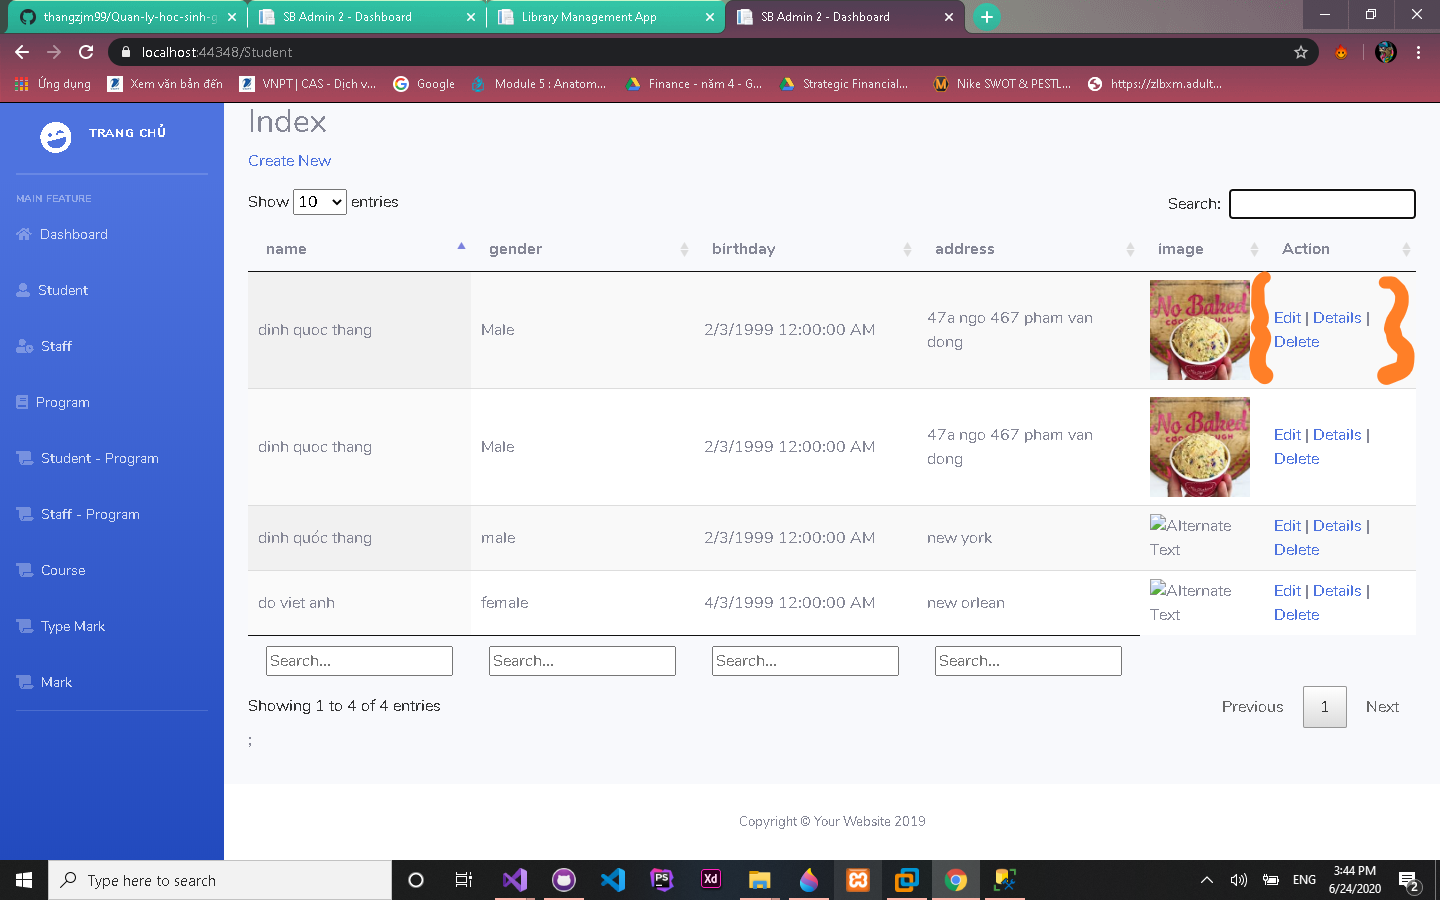 thangzjm99/Quan-ly-hoc-sinh-g
SB Admin 2 - Dashboard
Library Management App
SB Admin 2 - Dashboard
localhost:44348/Student
Ứng dụng
Xem văn bản đến
VNPT | CAS - Dịch v...
Google
Module 5 : Anatom...
Finance - năm 4 - G...
Strategic Financial...
Nike SWOT & PESTL...
https://zlbxm.adult...
TRANG CHỦ
MAIN FEATURE
Dashboard
Student
Staff
Program
Student - Program
Staff - Program
Course
Type Mark
Mark
Index
Create New
Show 10 entries
Search:
name gender birthday address image Action
dinh quoc thang Male 2/3/1999 12:00:00 AM 47a ngo 467 pham van dong No Baked Edit | Details | Delete
dinh quoc thang Male 2/3/1999 12:00:00 AM 47a ngo 467 pham van dong No Baked Edit | Details | Delete
dinh quốc thang male 2/3/1999 12:00:00 AM new york Alternate Text Edit | Details | Delete
do viet anh female 4/3/1999 12:00:00 AM new orlean Alternate Text Edit | Details | Delete
Search... Search... Search... Search...
Showing 1 to 4 of 4 entries
Previous 1 Next
;
Copyright © Your Website 2019
Type here to search
PS
Xd
ENG
3:44 PM
6/24/2020
2